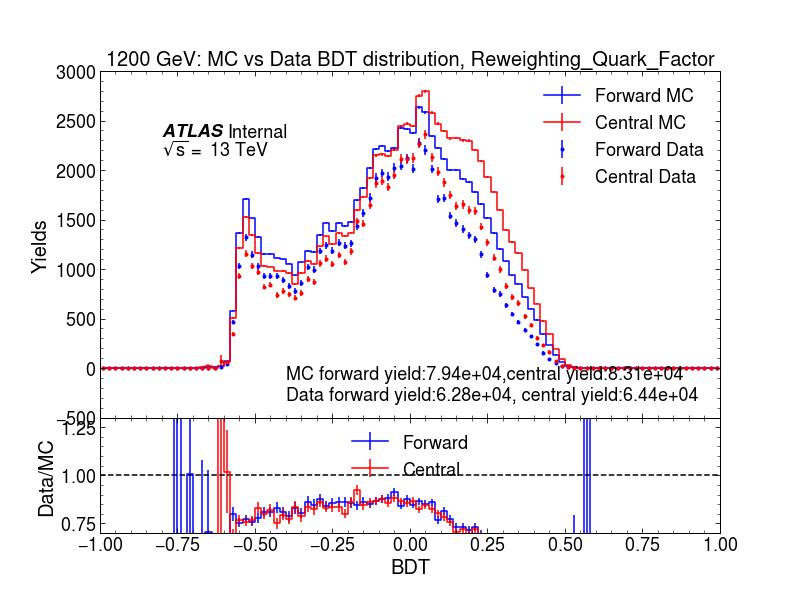 1200 GeV: MC vs Data BDT distribution, Reweighting_Quark_Factor
3000
2500
2000
1500
1000
500
0
−500
Yields
ATLAS Internal
√s = 13 TeV
Forward MC
Central MC
Forward Data
Central Data
MC forward yield:7.94e+04,central yield:8.31e+04
Data forward yield:6.28e+04, central yield:6.44e+04
1.25
1.00
0.75
Data/MC
Forward
Central
−1.00 −0.75 −0.50 −0.25 0.00 0.25 0.50 0.75 1.00
BDT